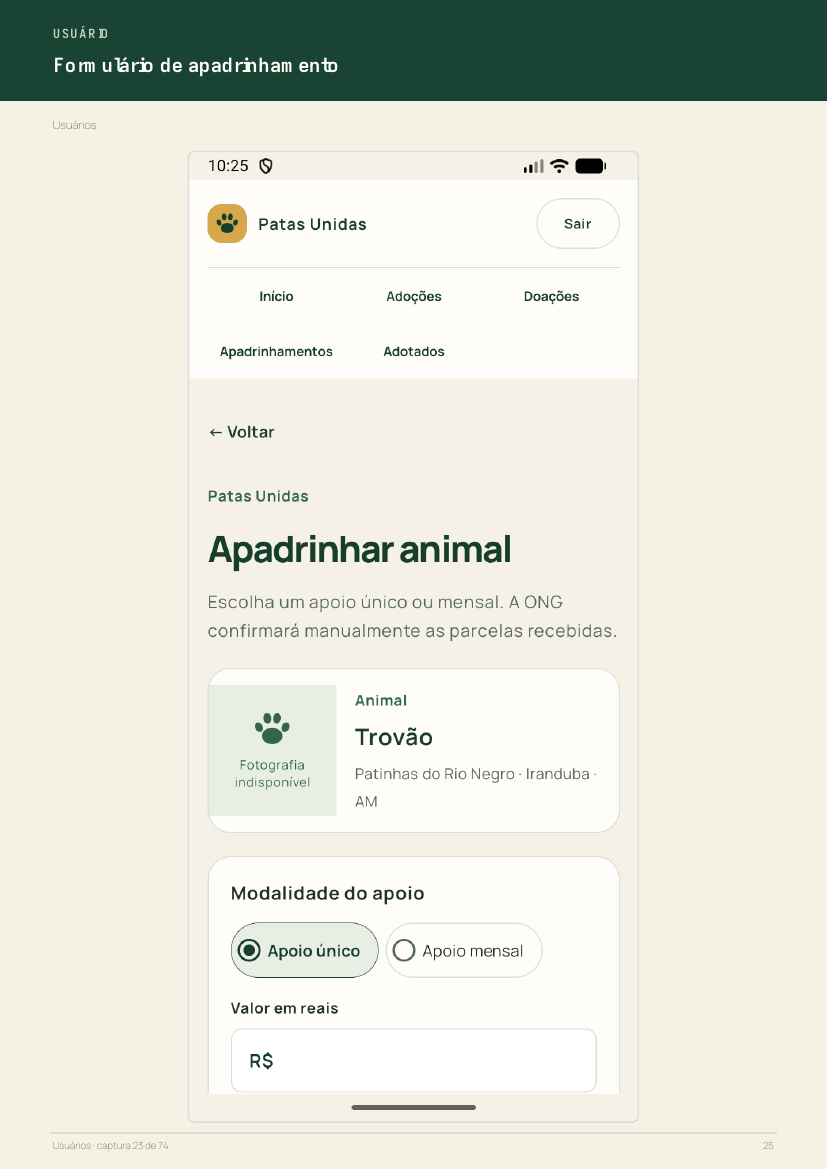 USUÁRIO
Formulário de apadrinhamento
Usuários
10:25
Patas Unidas
Sair
Início Adoções Doações
Apadrinhamentos Adotados
← Voltar
Patas Unidas
Apadrinhar animal
Escolha um apoio único ou mensal. A ONG
confirmará manualmente as parcelas recebidas.
Fotografia
indisponível
Animal
Trovão
Patinhas do Rio Negro · Iranduba ·
AM
Modalidade do apoio
Apoio único Apoio mensal
Valor em reais
R$
Usuários · captura 23 de 74
25